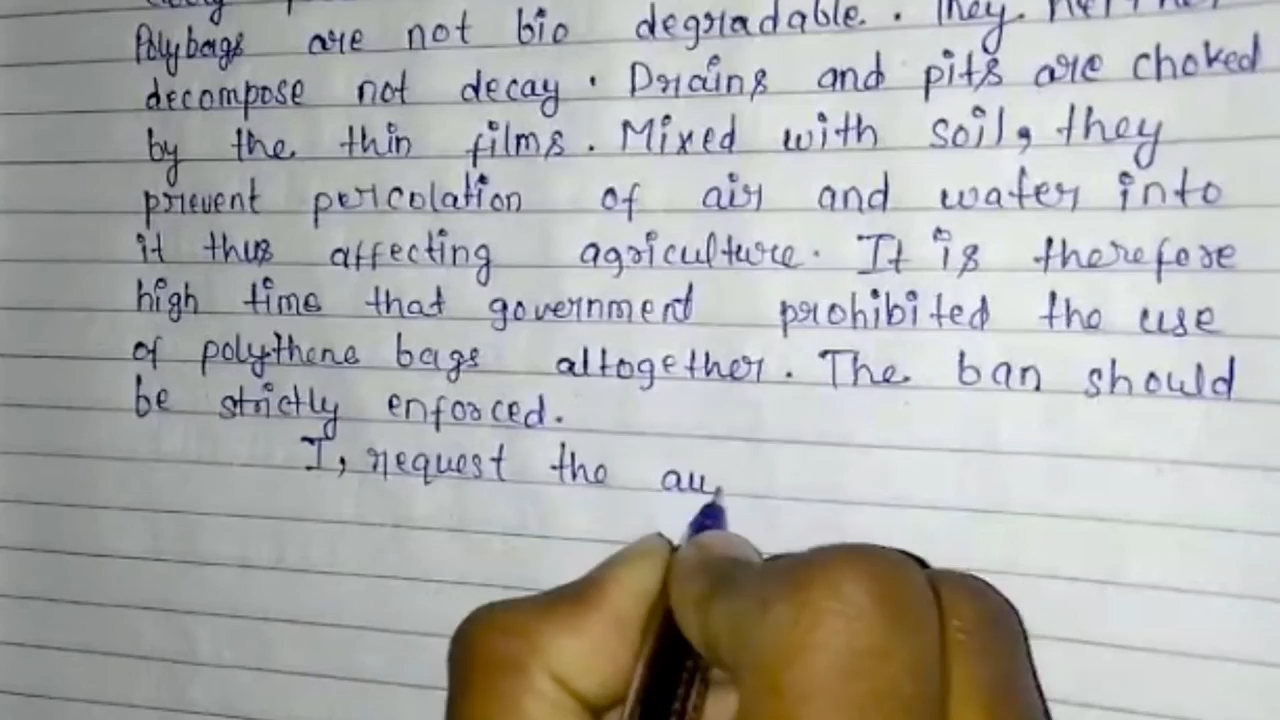 Polybags are not bio degradable. They
decompose not decay. Drains and pits are choked
by the thin films. Mixed with soil, they
prevent percolation of air and water into
it thus affecting agriculture. It is therefore
high time that government prohibited the use
of polythene bags altogether. The ban should
be strictly enforced.
I, request the au